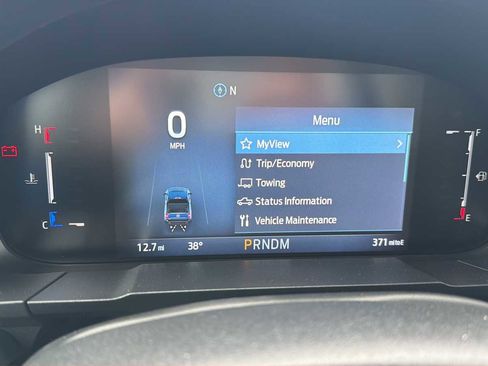 N
0
MPH
Menu
MyView
Trip/Economy
Towing
Status Information
Vehicle Maintenance
H
C
F
E
12.7 mi 38° PRNDM 371 mi to E